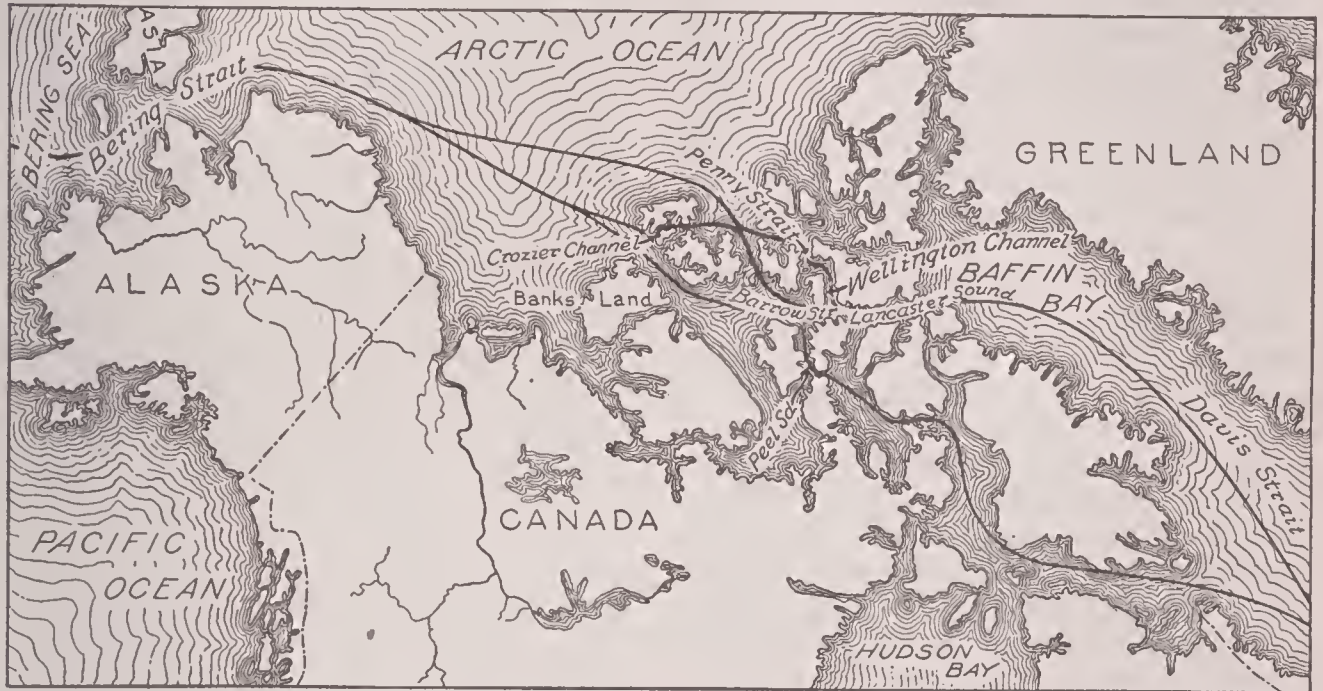 BERING SEA
ASIA
Bering Strait
ARCTIC OCEAN
GREENLAND
Penny Strait
Crozier Channel
Wellington Channel
BAFFIN
BAY
ALASKA
Banks Land
Barrow Str.
Lancaster Sound
Peel Sd.
Davis Strait
CANADA
PACIFIC
OCEAN
HUDSON
BAY